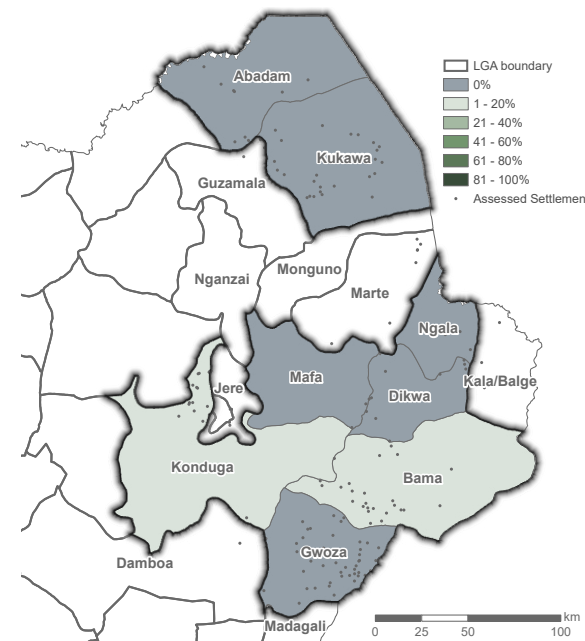 LGA boundary
0%
1 - 20%
21 - 40%
41 - 60%
61 - 80%
81 - 100%
Assessed Settlemen
Abadam
Kukawa
Guzamala
Nganzai
Monguno
Marte
Ngala
Jere
Mafa
Dikwa
Kala/Balge
Konduga
Bama
Gwoza
Damboa
Madagali
km
0 25 50 100